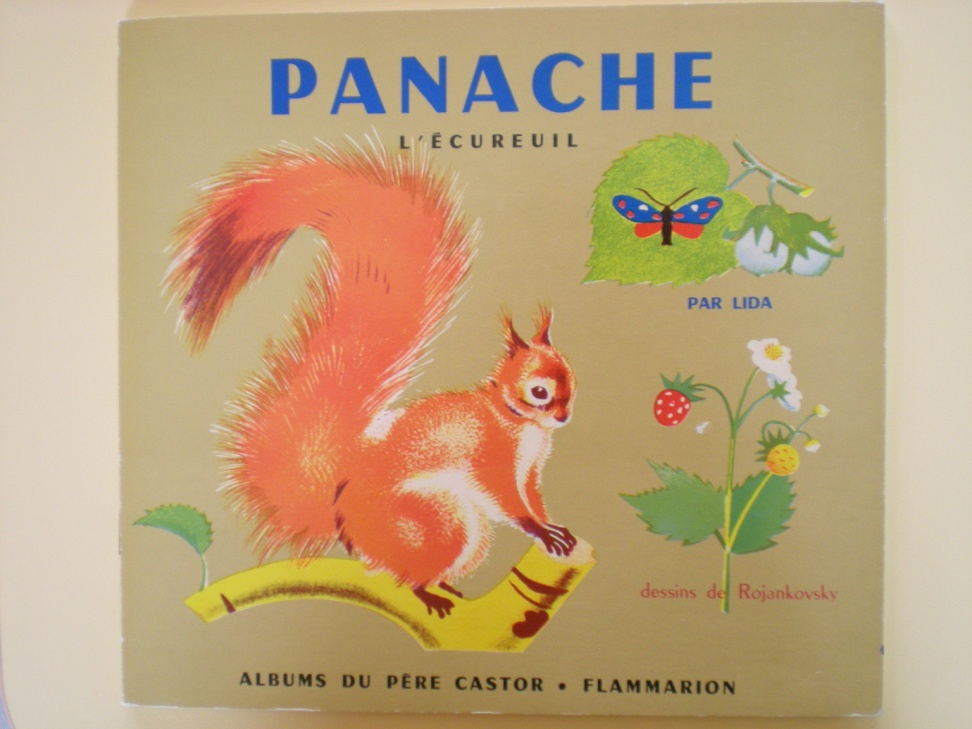 PANACHE
L'ÉCUREUIL
PAR LIDA
dessins de Rojankovsky
ALBUMS DU PÈRE CASTOR • FLAMMARION